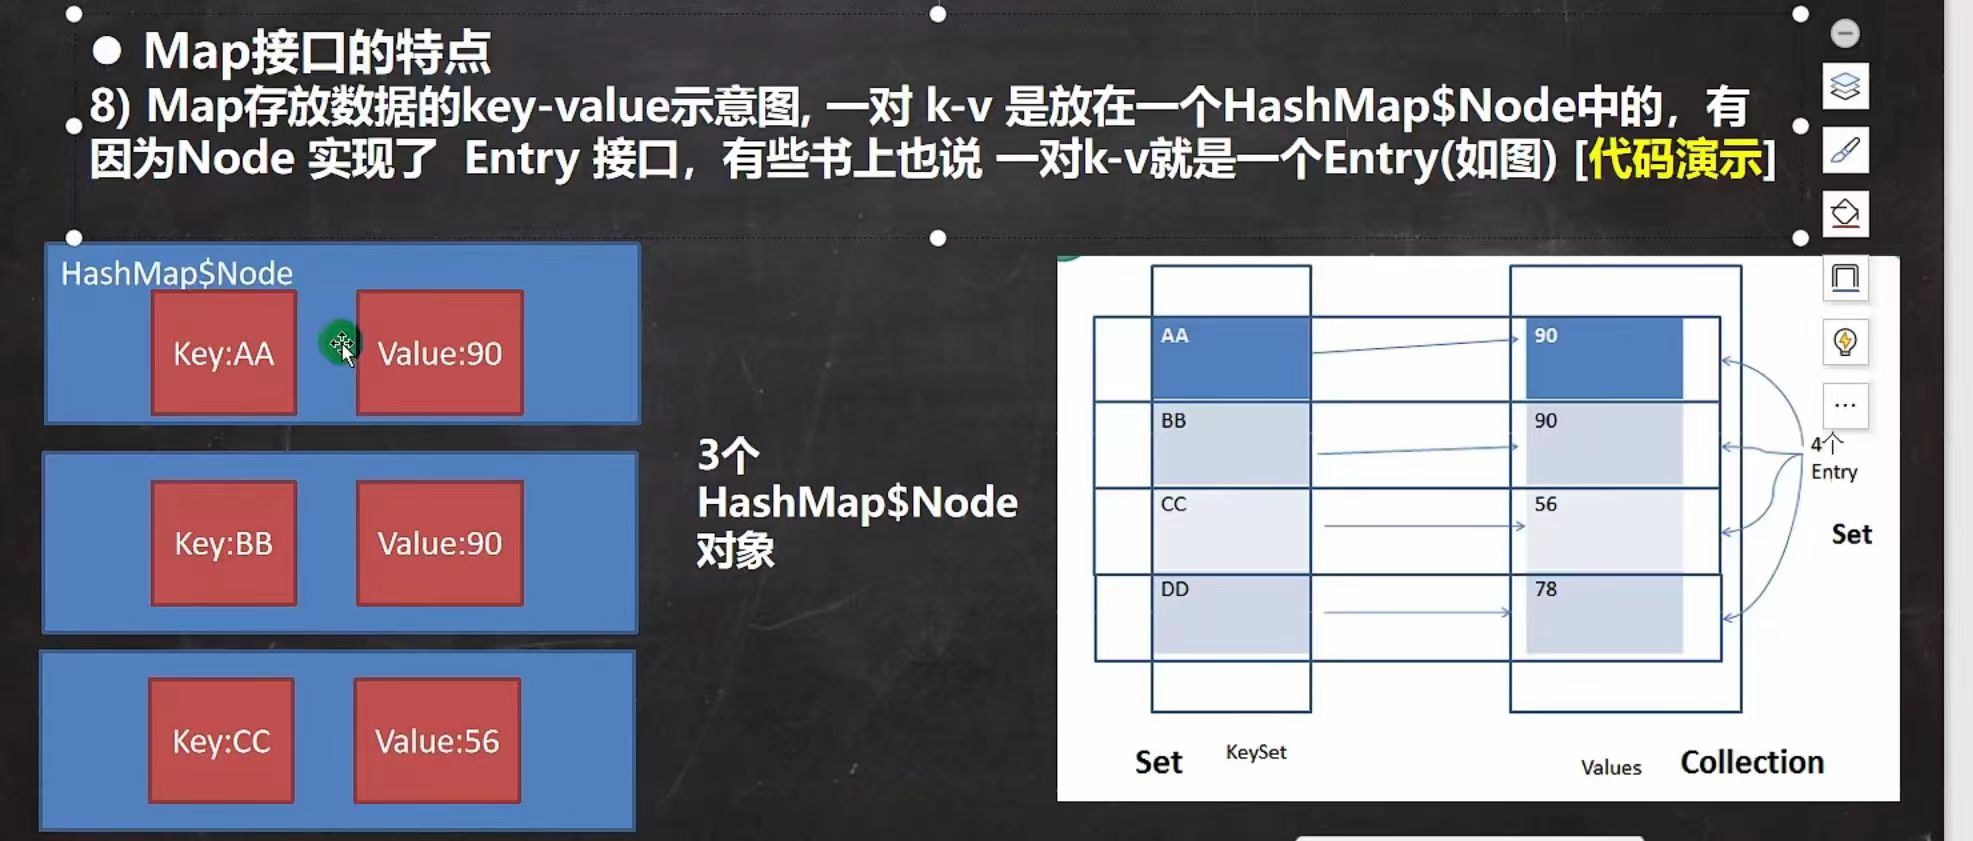 ● Map接口的特点
8) Map存放数据的key-value示意图, 一对 k-v 是放在一个HashMap$Node中的，有
因为Node 实现了 Entry 接口，有些书上也说 一对k-v就是一个Entry(如图) [代码演示]
HashMap$Node
Key:AA
Value:90
Key:BB
Value:90
Key:CC
Value:56
3个
HashMap$Node
对象
AA
90
BB
90
CC
56
DD
78
4个
Entry
Set
Set
KeySet
Values
Collection